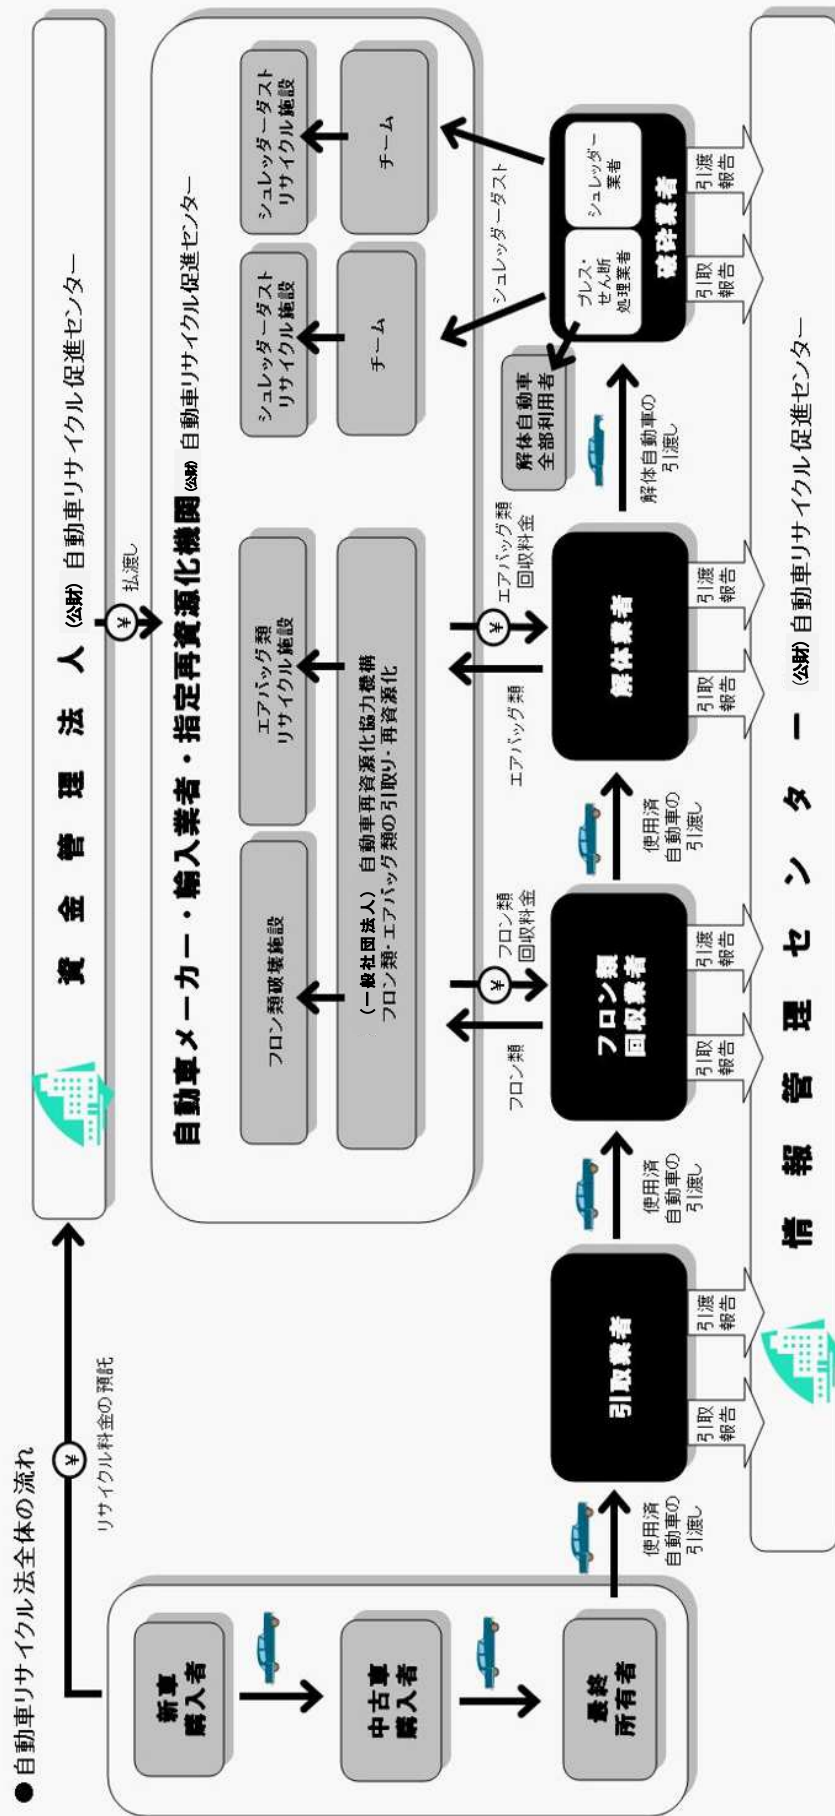 ●自動車リサイクル法全体の流れ
新車
購入者
中古車
購入者
最終
所有者
¥
リサイクル料金の預託
資金管理法人 (公財) 自動車リサイクル促進センター
¥
払渡し
自動車メーカー・輸入業者・指定再資源化機関 (公財) 自動車リサイクル促進センター
フロン類破壊施設
エアバッグ類
リサイクル施設
シュレッダーダスト
リサイクル施設
シュレッダーダスト
リサイクル施設
(一般社団法人) 自動車再資源化協力機構
フロン類・エアバッグ類の引取り・再資源化
チーム
チーム
フロン類
¥
フロン類
回収料金
エアバッグ類
¥
エアバッグ類
回収料金
シュレッダーダスト
解体自動車
全部利用者
使用済
自動車の
引渡し
引取業者
使用済
自動車の
引渡し
フロン類
回収業者
使用済
自動車の
引渡し
解体業者
解体自動車の
引渡し
プレス・
せん断
処理業者
シュレッダー
業者
破砕業者
引取
報告
引渡
報告
引取
報告
引渡
報告
引取
報告
引渡
報告
引取
報告
引渡
報告
情報管理センター (公財) 自動車リサイクル促進センター